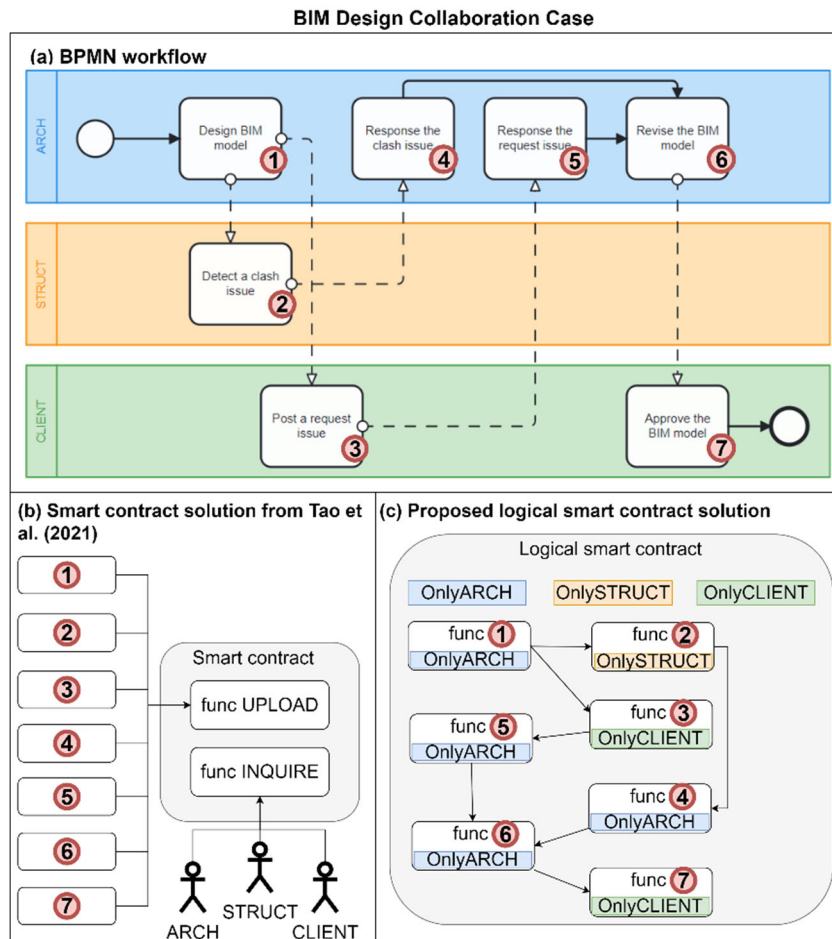 BIM Design Collaboration Case
(a) BPMN workflow
ARCH
Design BIM
model
1
Response the
clash issue
4
Response the
request issue
5
Revise the BIM
model
6
STRUCT
Detect a clash
issue
2
CLIENT
Post a request
issue
3
Approve the
BIM model
7
(b) Smart contract solution from Tao et
al. (2021)
1
2
3
4
5
6
7
Smart contract
func UPLOAD
func INQUIRE
ARCH
STRUCT
CLIENT
(c) Proposed logical smart contract solution
Logical smart contract
OnlyARCH
OnlySTRUCT
OnlyCLIENT
func 1
OnlyARCH
func 2
OnlySTRUCT
func 3
OnlyCLIENT
func 5
OnlyARCH
func 4
OnlyARCH
func 6
OnlyARCH
func 7
OnlyCLIENT